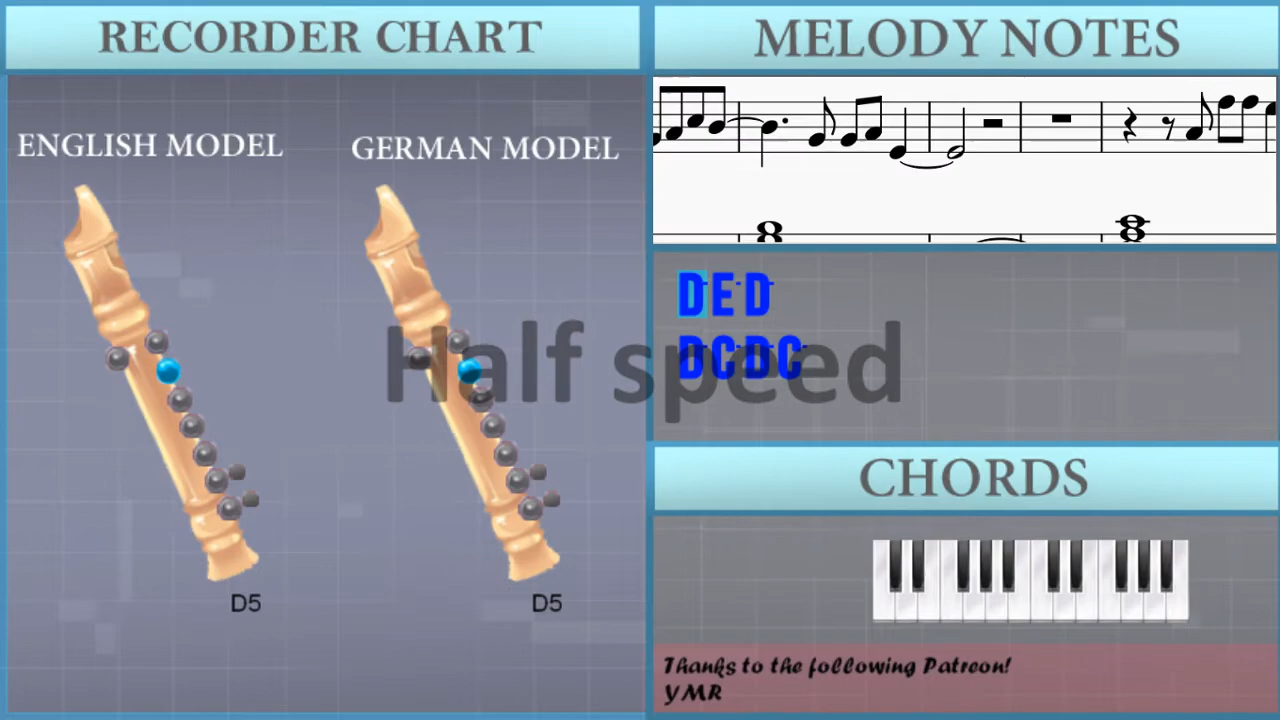 RECORDER CHART
MELODY NOTES
ENGLISH MODEL
GERMAN MODEL
D E D
DCDC
Half speed
CHORDS
D5
D5
Thanks to the following Patreon!
YMR